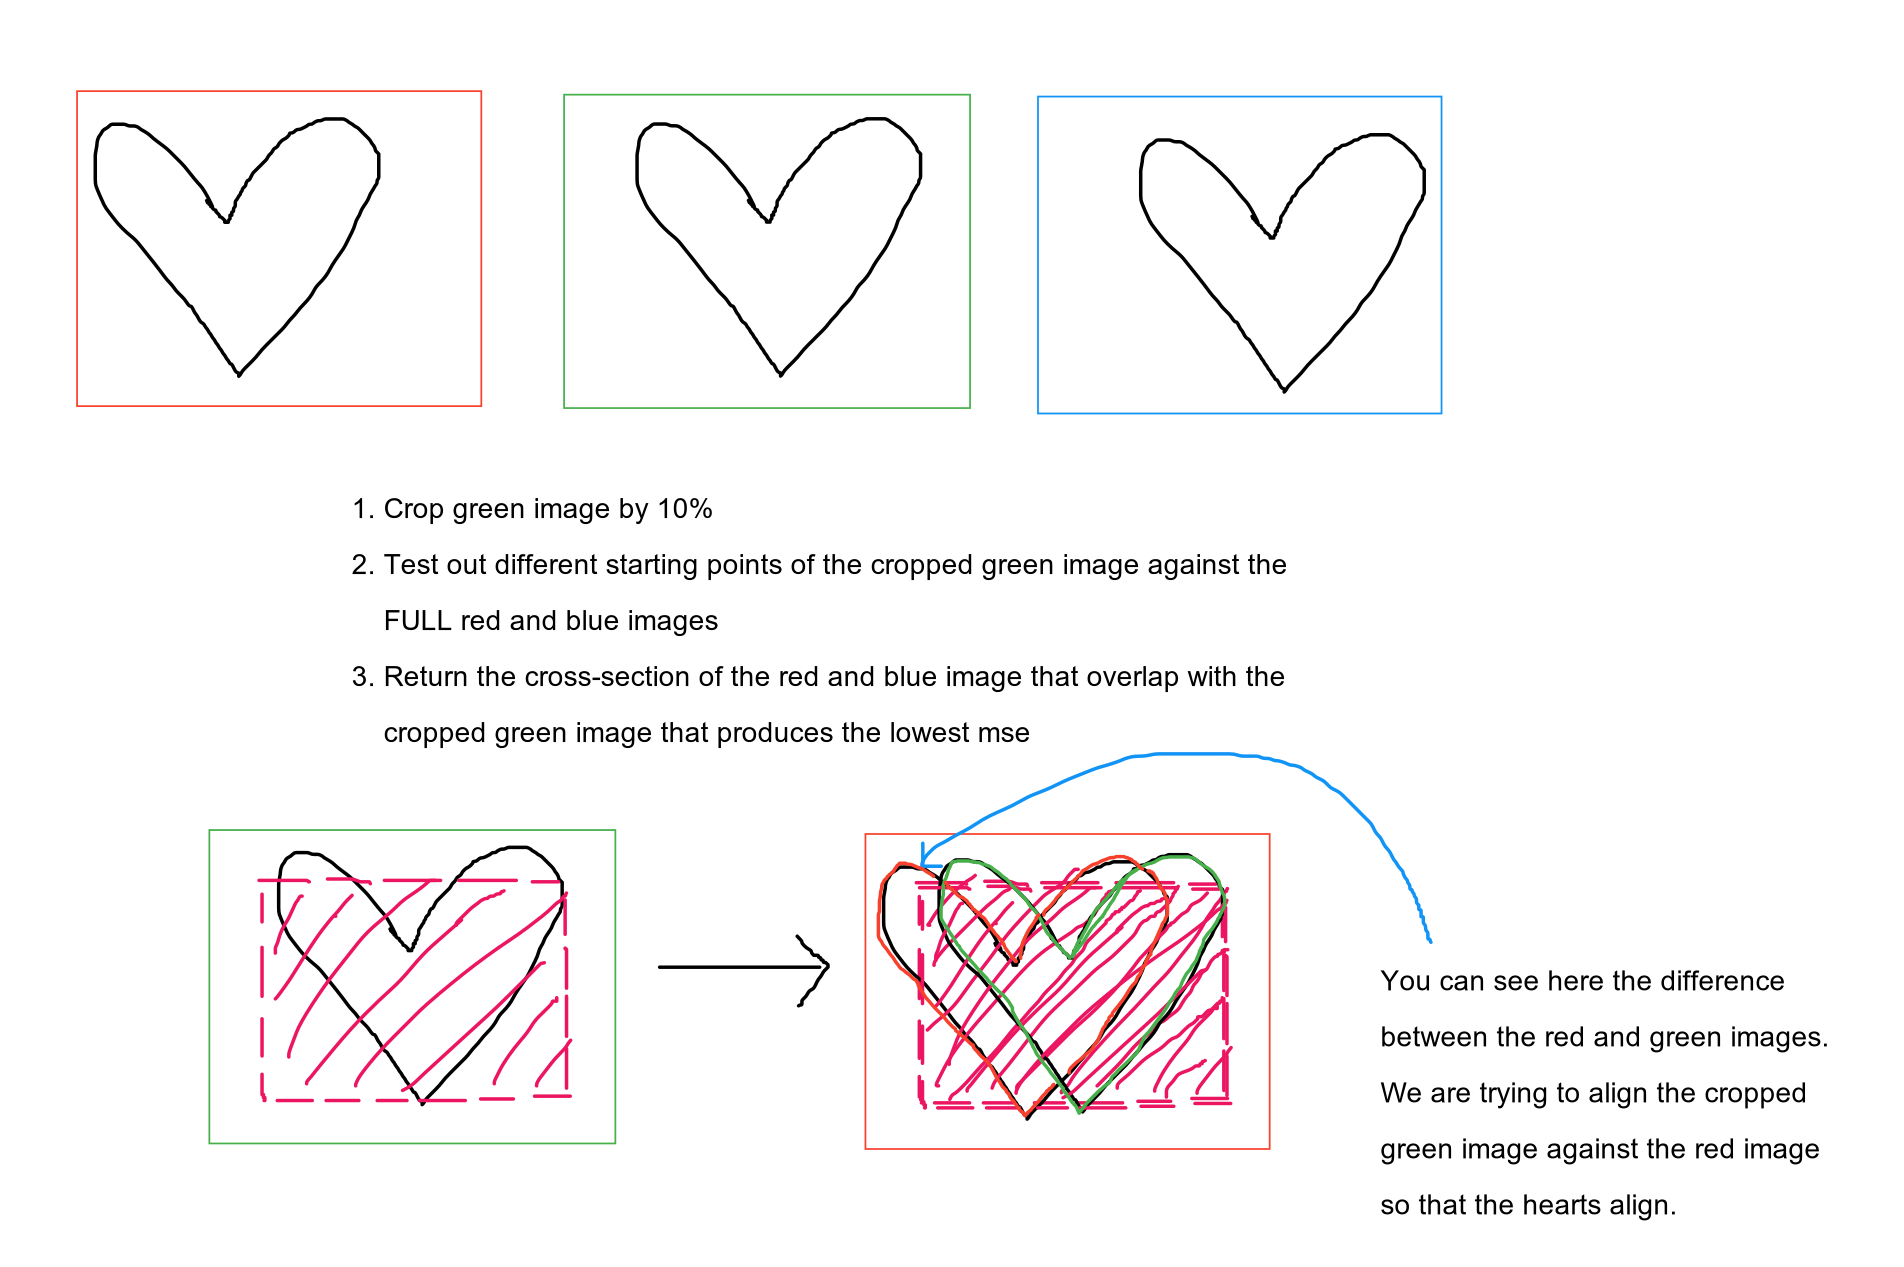 1. Crop green image by 10%
2. Test out different starting points of the cropped green image against the
FULL red and blue images
3. Return the cross-section of the red and blue image that overlap with the
cropped green image that produces the lowest mse
You can see here the difference
between the red and green images.
We are trying to align the cropped
green image against the red image
so that the hearts align.